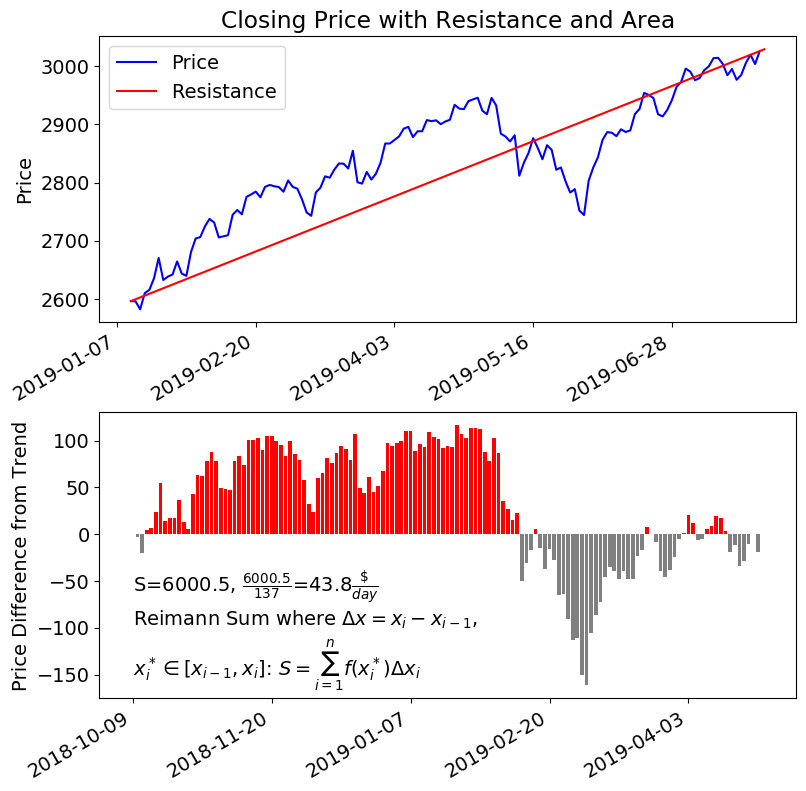 Closing Price with Resistance and Area
Price
Resistance
Price
3000
2900
2800
2700
2600
2019-01-07
2019-02-20
2019-04-03
2019-05-16
2019-06-28
Price Difference from Trend
100
50
0
−50
−100
−150
S=6000.5, \frac{6000.5}{137}=43.8\frac{$}{day}
Reimann Sum where Δx = x_i − x_{i−1},
x_i^* ∈ [x_{i−1}, x_i]: S = \sum_{i=1}^{n} f(x_i^*)Δx_i
2018-10-09
2018-11-20
2019-01-07
2019-02-20
2019-04-03